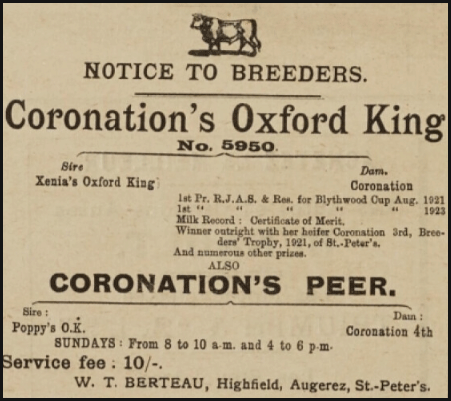 NOTICE TO BREEDERS.
Coronation's Oxford King
No. 5950.
Sire Dam.
Xenia's Oxford King Coronation
1st Pr. R.J.A.S. & Res. for Blythwood Cup Aug. 1921
1st " " " " " 1923
Milk Record : Certificate of Merit.
Winner outright with her heifer Coronation 3rd, Bree-
ders' Trophy, 1921, of St.-Peter's.
And numerous other prizes.
ALSO
CORONATION'S PEER.
Sire : Dam :
Poppy's O.K. Coronation 4th
SUNDAYS : From 8 to 10 a.m. and 4 to 6 p.m.
Service fee : 10/-.
W. T. BERTEAU, Highfield, Augerez, St.-Peter's.